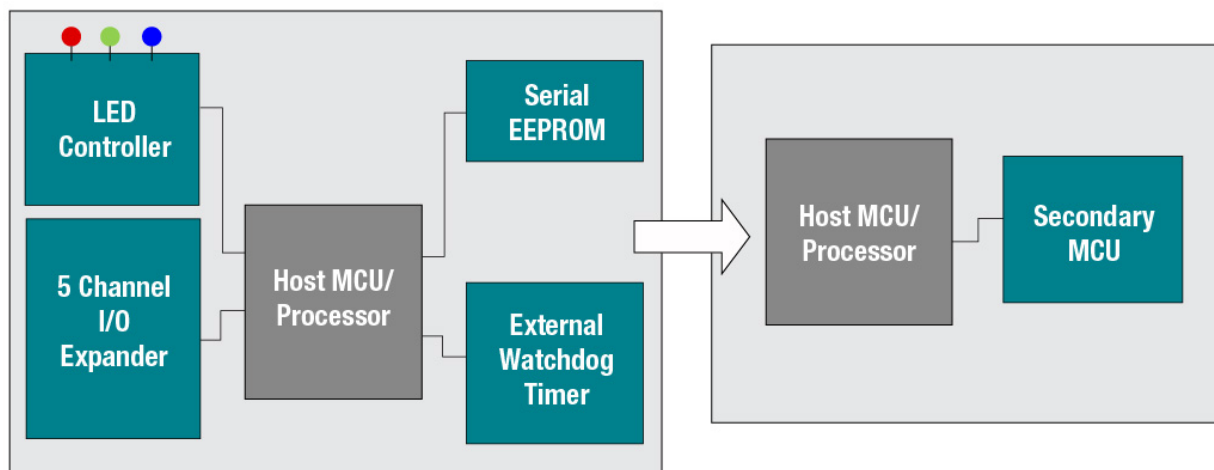 LED
Controller
Serial
EEPROM
5 Channel
I/O
Expander
Host MCU/
Processor
External
Watchdog
Timer
Host MCU/
Processor
Secondary
MCU